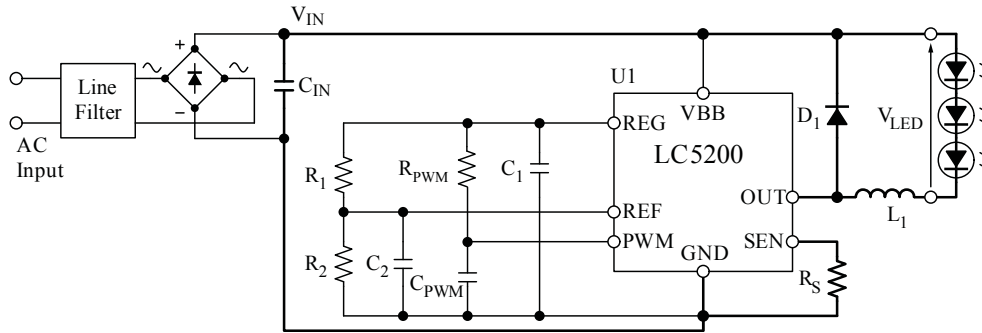 V_IN
+
Line
Filter
−
AC
Input
C_IN
U1
VBB
REG
LC5200
D_1
V_LED
R_1
R_PWM
C_1
OUT
L_1
REF
PWM
SEN
R_2
C_2
C_PWM
GND
R_S